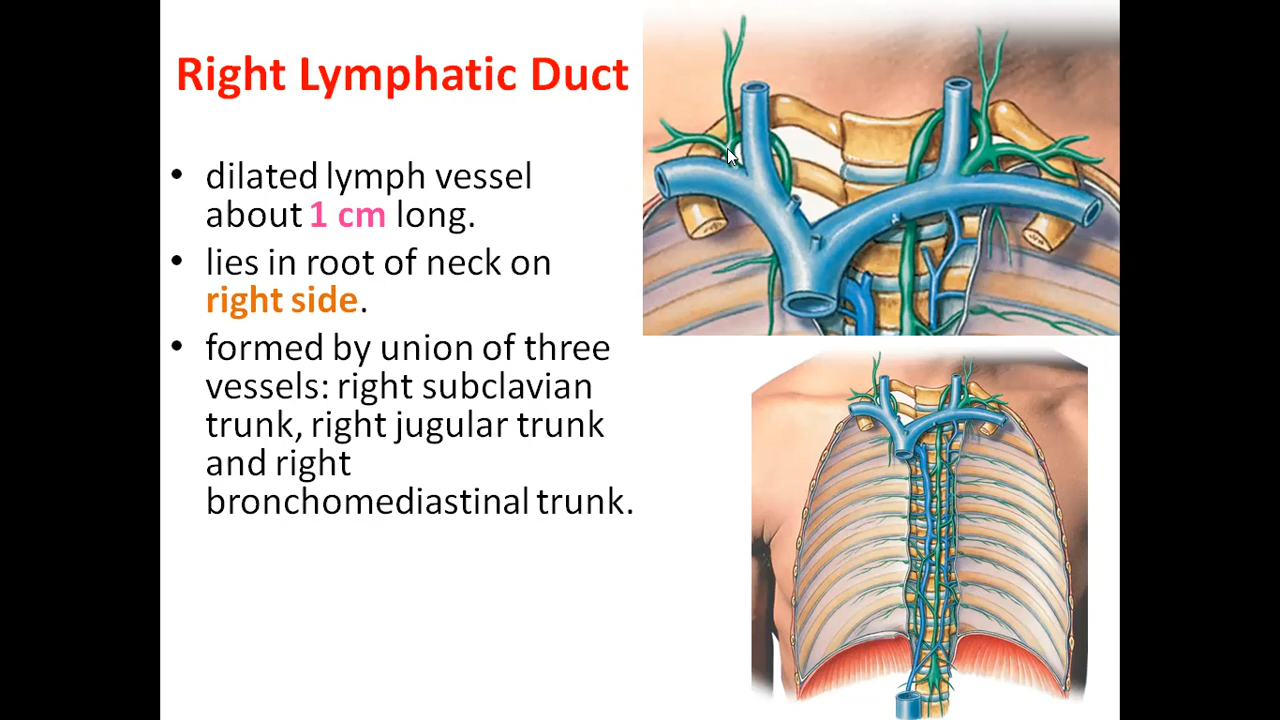 Right Lymphatic Duct
• dilated lymph vessel
about 1 cm long.
• lies in root of neck on
right side.
• formed by union of three
vessels: right subclavian
trunk, right jugular trunk
and right
bronchomediastinal trunk.